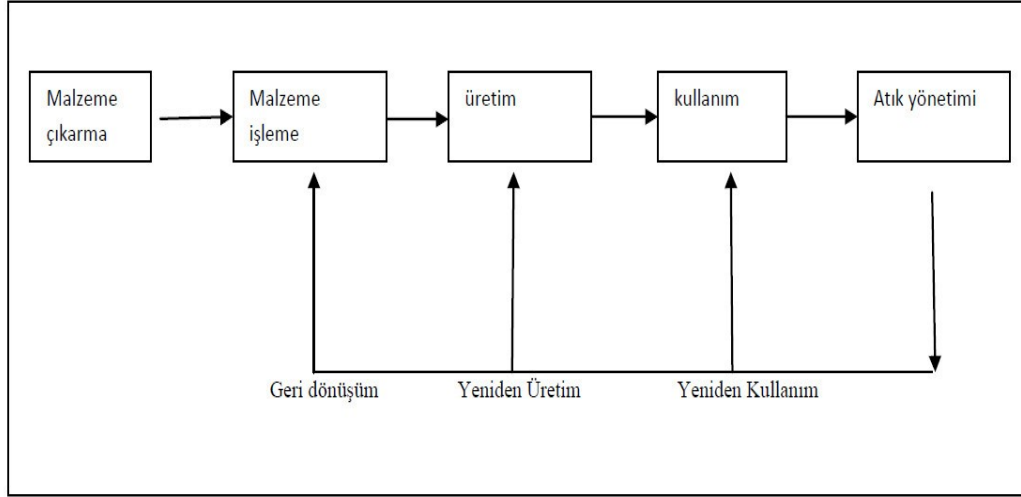 Malzeme
çıkarma
Malzeme
işleme
üretim
kullanım
Atık yönetimi
Geri dönüşüm
Yeniden Üretim
Yeniden Kullanım